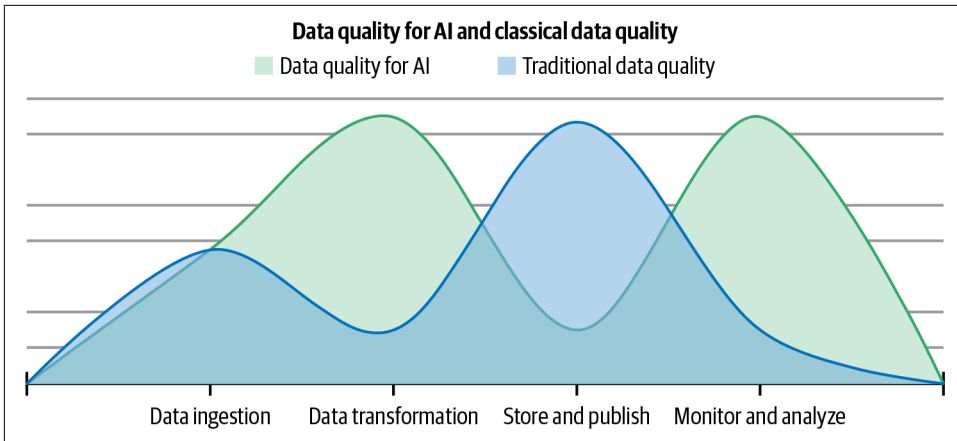 Data quality for AI and classical data quality
Data quality for AI Traditional data quality
Data ingestion Data transformation Store and publish Monitor and analyze